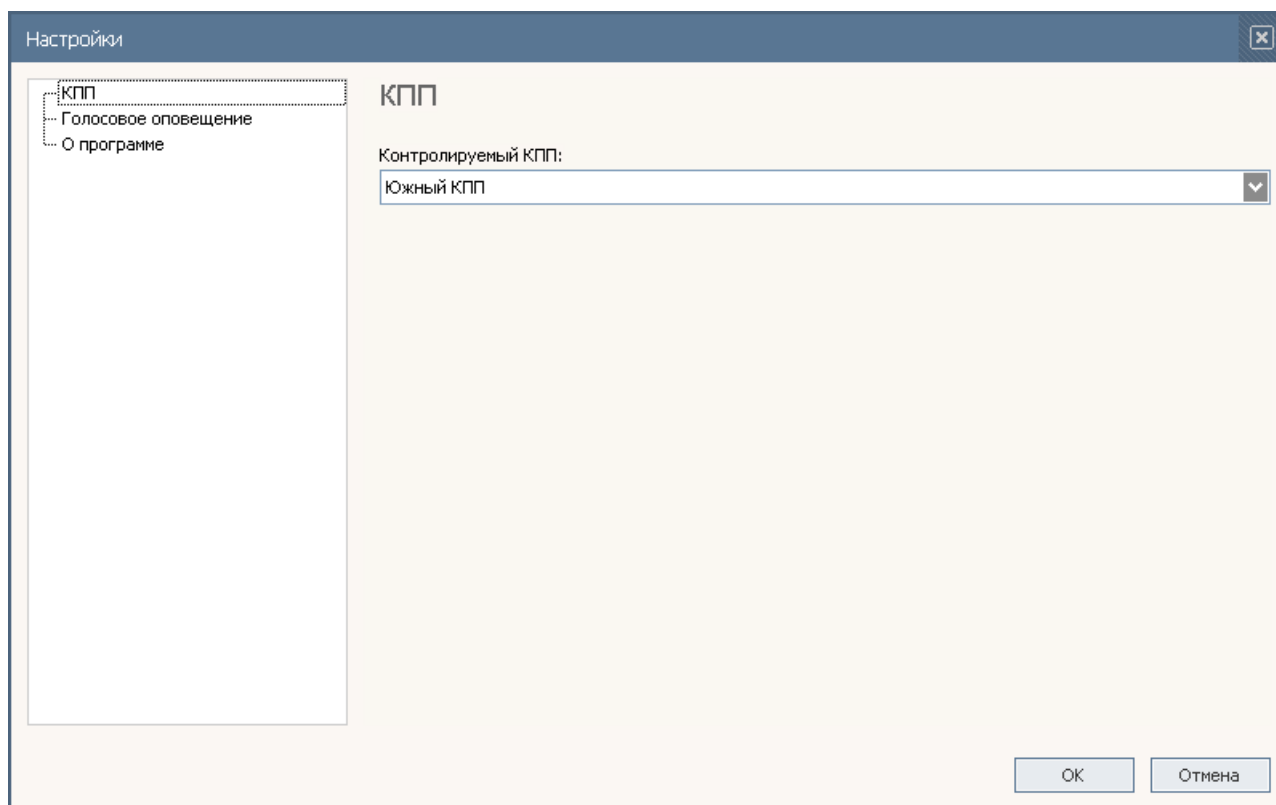 Настройки
КПП
Голосовое оповещение
О программе
КПП
Контролируемый КПП:
Южный КПП
OK
Отмена